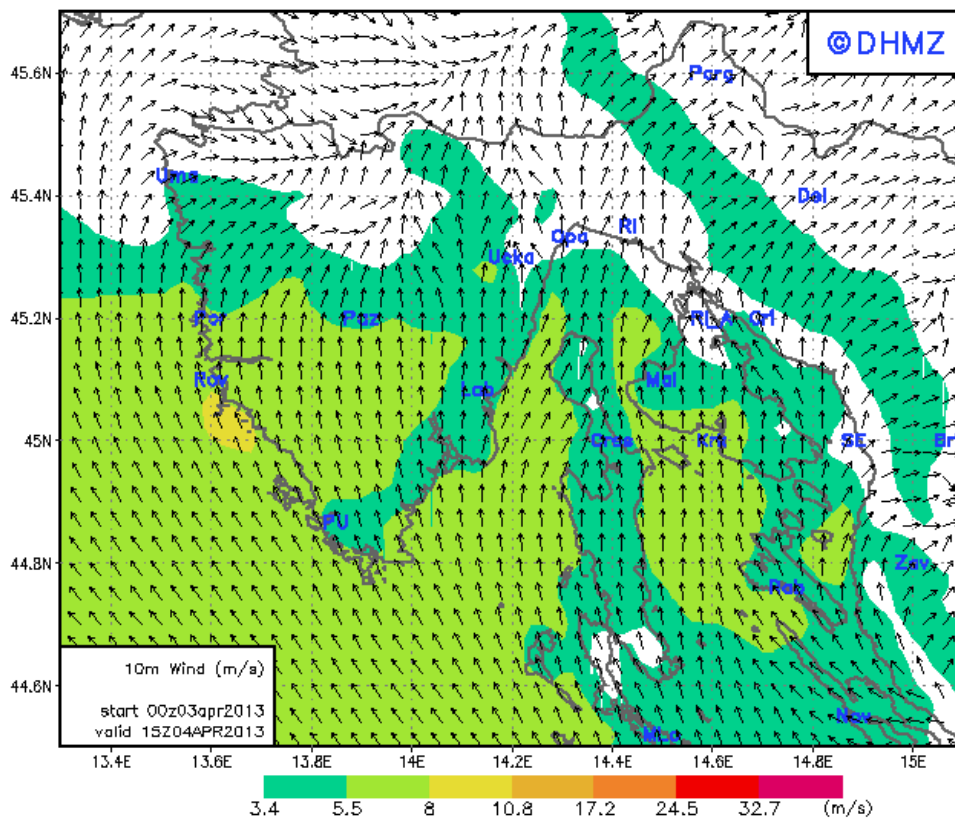 ©DHMZ
45.6N
Parg
Uma
45.4N
Del
RI
Opa
Ucka
45.2N
Por
Paz
RI_A
Cri
Rov
Lab
Mal
45N
Cres
Krk
SE
Br
PU
44.8N
Zav
Rab
10m Wind (m/s)
44.6N
start 00z03apr2013
valid 15Z04APR2013
Nov
13.4E 13.6E 13.8E 14E 14.2E 14.4E 14.6E 14.8E 15E
3.4 5.5 8 10.8 17.2 24.5 32.7 (m/s)